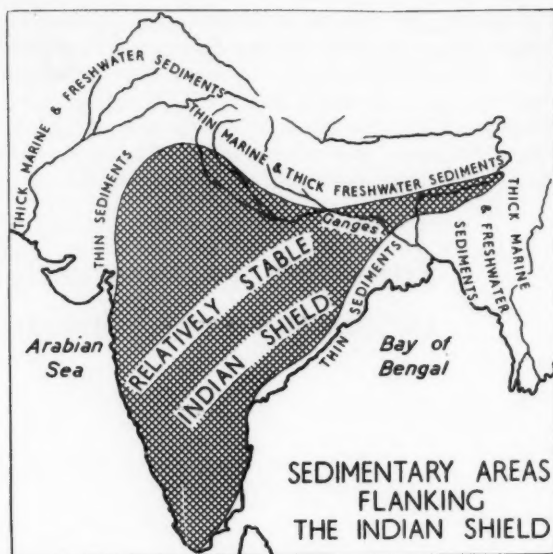 THICK MARINE & FRESHWATER SEDIMENTS
THIN MARINE & THICK FRESHWATER SEDIMENTS
THIN SEDIMENTS
Ganges
THICK MARINE
& FRESHWATER
SEDIMENTS
RELATIVELY STABLE
INDIAN SHIELD
THIN SEDIMENTS
Arabian
Sea
Bay of
Bengal
SEDIMENTARY AREAS
FLANKING
THE INDIAN SHIELD